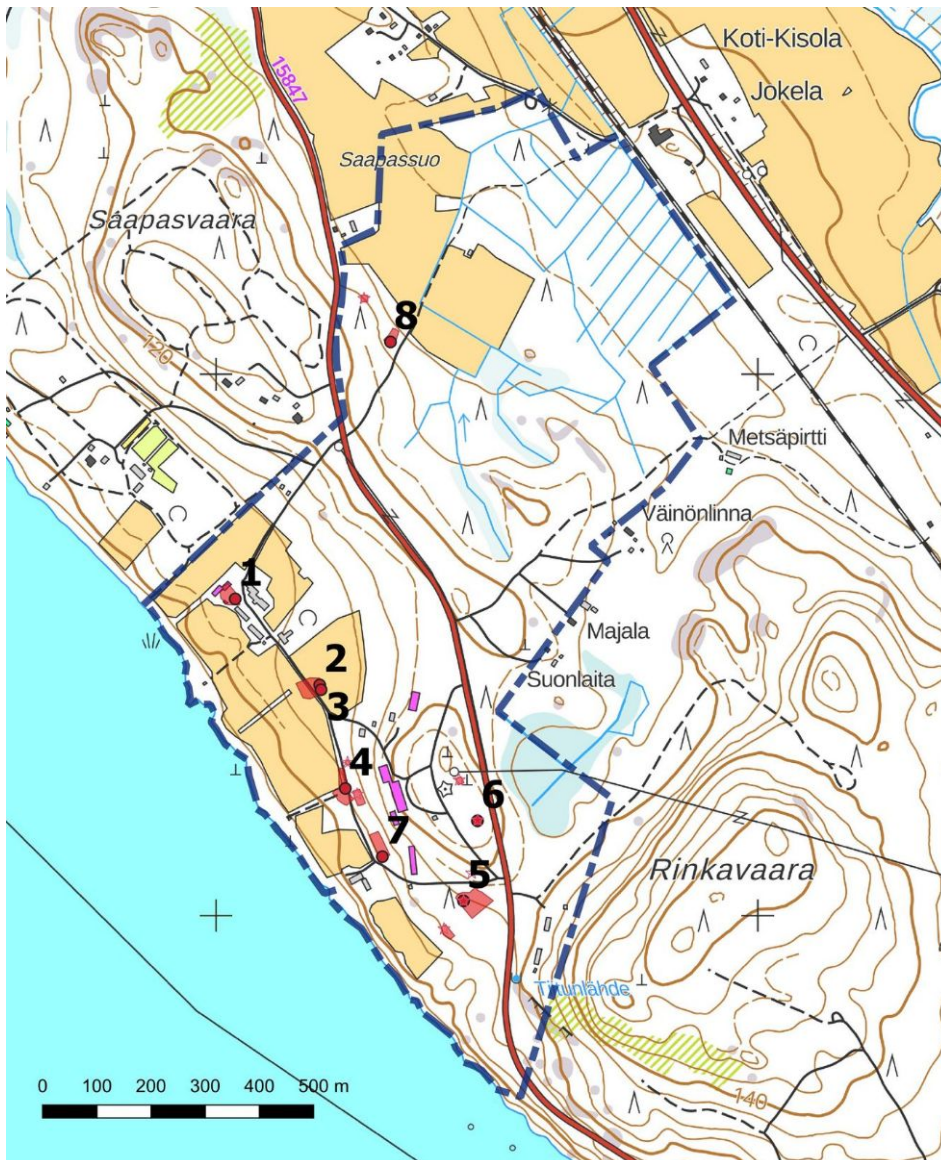 Koti-Kisola
Jokela
15847
Saapassuo
Saapasvaara
8
120
Metsäpirtti
Väinönlinna
1
Majala
2
Suonlaita
3
4
6
7
5
Rinkavaara
Tiitunlähde
0 100 200 300 400 500 m
140